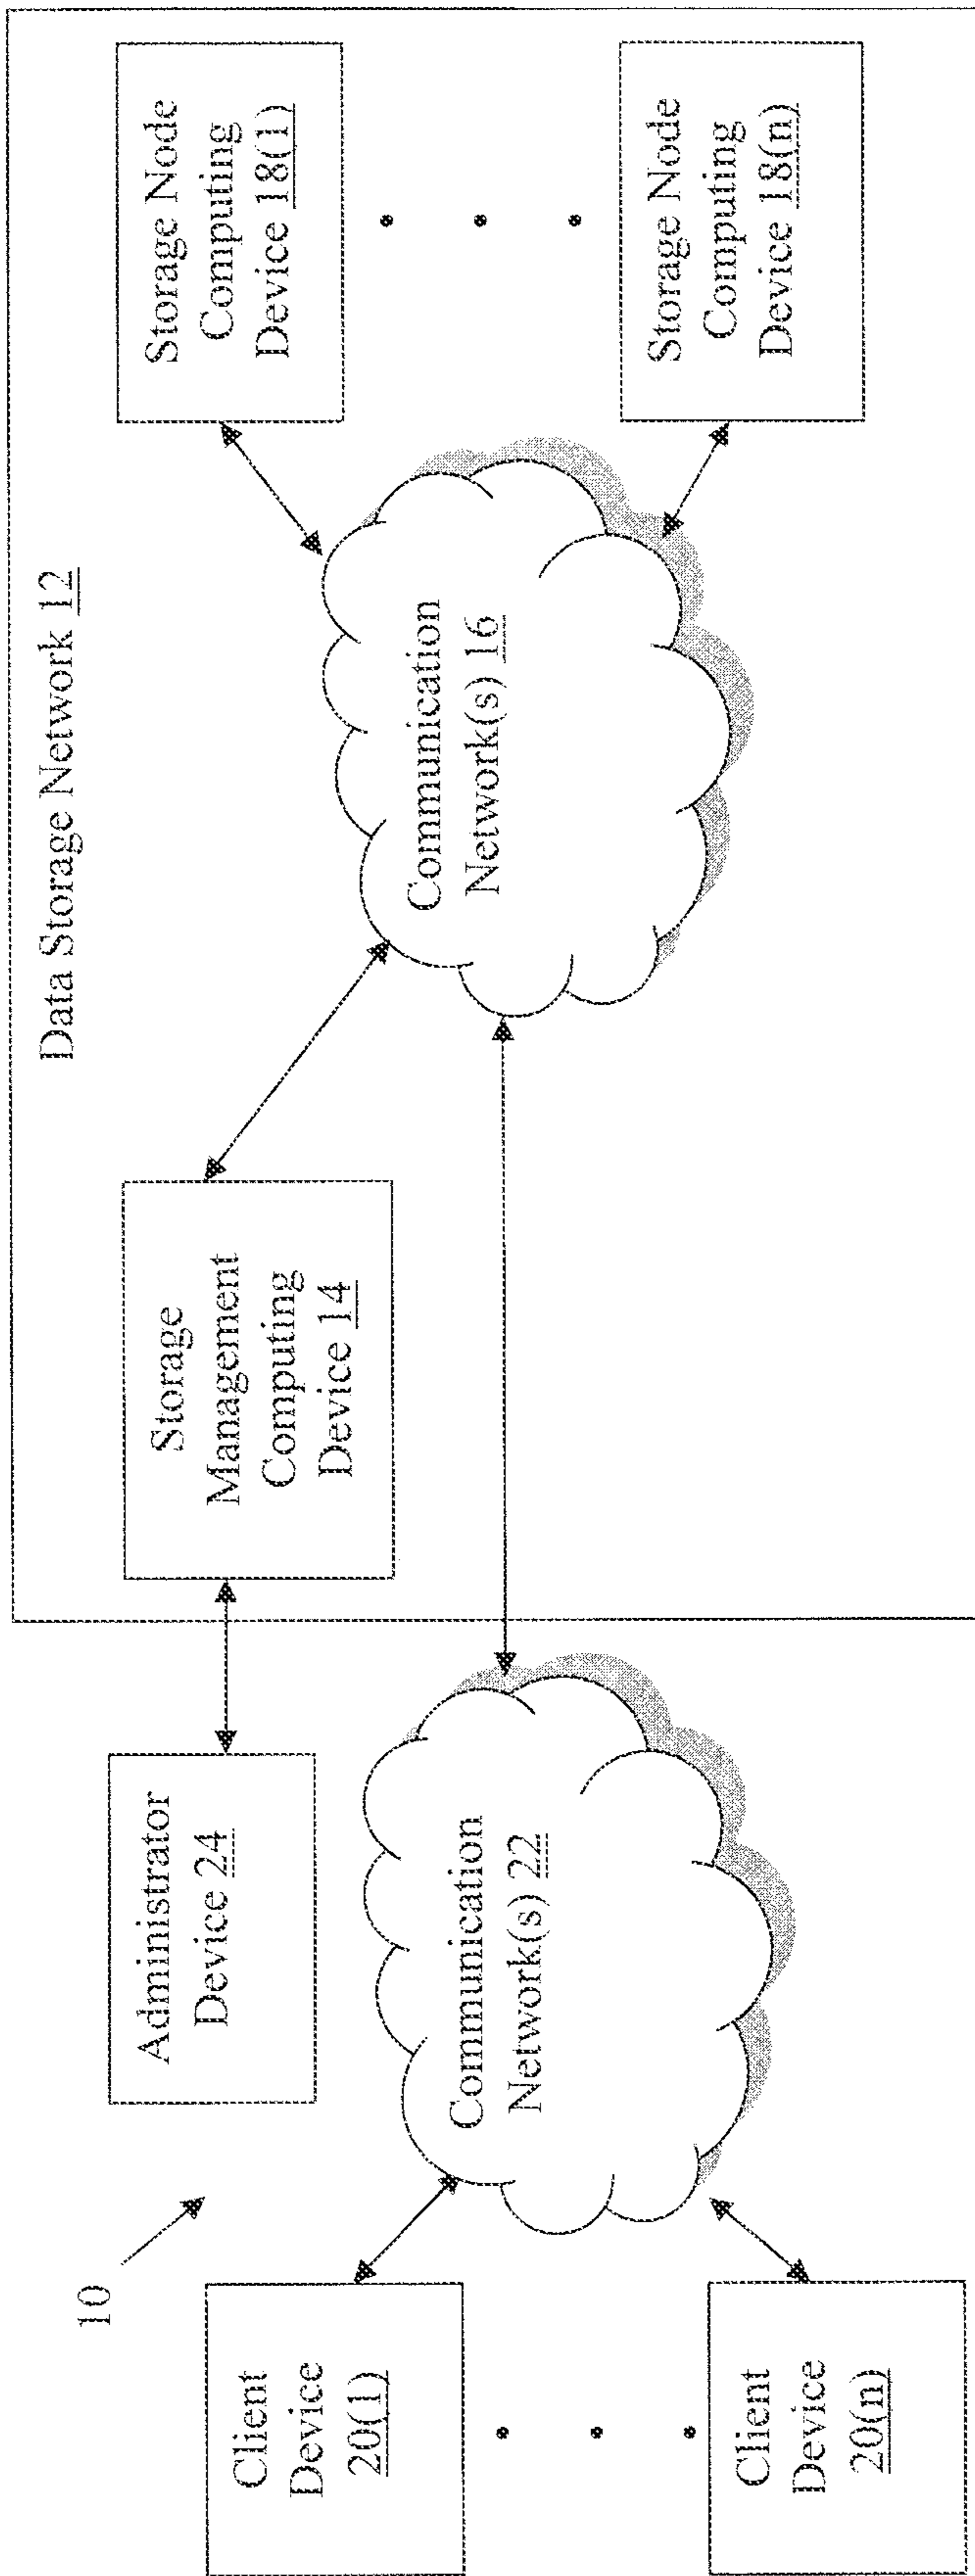 10
Data Storage Network 12
Client
Device
20(1)
Client
Device
20(n)
Administrator
Device 24
Communication
Network(s) 22
Storage
Management
Computing
Device 14
Communication
Network(s) 16
Storage Node
Computing
Device 18(1)
Storage Node
Computing
Device 18(n)